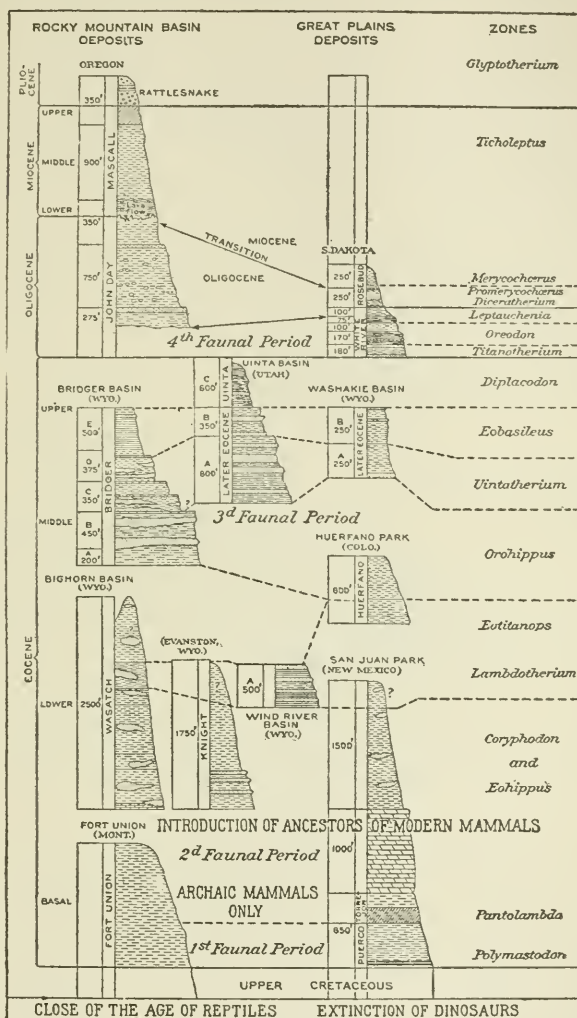 ROCKY MOUNTAIN BASIN DEPOSITS
GREAT PLAINS DEPOSITS
ZONES
PLIOCENE
OREGON
350'
RATTLESNAKE
Glyptotherium
MIOCENE
UPPER
MIDDLE
LOWER
900'
MASCALL
Ticholeptus
OLIGOCENE
350'
750'
275'
JOHN DAY
TRANSITION
MIOCENE
OLIGOCENE
4th Faunal Period
S. DAKOTA
250'
250'
ROSEBUD
100'
100'
170'
180'
WHITE RIVER
Merycochœrus
Promerycochœrus
Diceratherium
Leptauchenia
Oreodon
Titanotherium
EOCENE
UPPER
MIDDLE
LOWER
BASAL
BRIDGER BASIN
(WYO.)
E
500'
D
375'
C
350'
B
450'
A
200'
BRIDGER
UINTA BASIN
(UTAH)
C
600'
UINTA
B
350'
A
800'
LATER EOCENE
?
WASHAKIE BASIN
(WYO.)
B
250'
A
250'
LATER EOCENE
Diplacodon
Eobasileus
Uintatherium
3d Faunal Period
HUERFANO PARK
(COLO.)
800'
HUERFANO
Orohippus
Eotitanops
BIGHORN BASIN
(WYO.)
2500'
WASATCH
(EVANSTON,
WYO.)
?
1750'
KNIGHT
A
500'
WIND RIVER
BASIN
(WYO.)
SAN JUAN PARK
(NEW MEXICO)
?
1500'
Lambdotherium
Coryphodon
and
Eohippus
FORT UNION
(MONT.)
INTRODUCTION OF ANCESTORS OF MODERN MAMMALS
2d Faunal Period
1000'
FORT UNION
ARCHAIC MAMMALS
ONLY
1st Faunal Period
850'
PUERCO
Pantolambda
Polymastodon
UPPER CRETACEOUS
CLOSE OF THE AGE OF REPTILES
EXTINCTION OF DINOSAURS